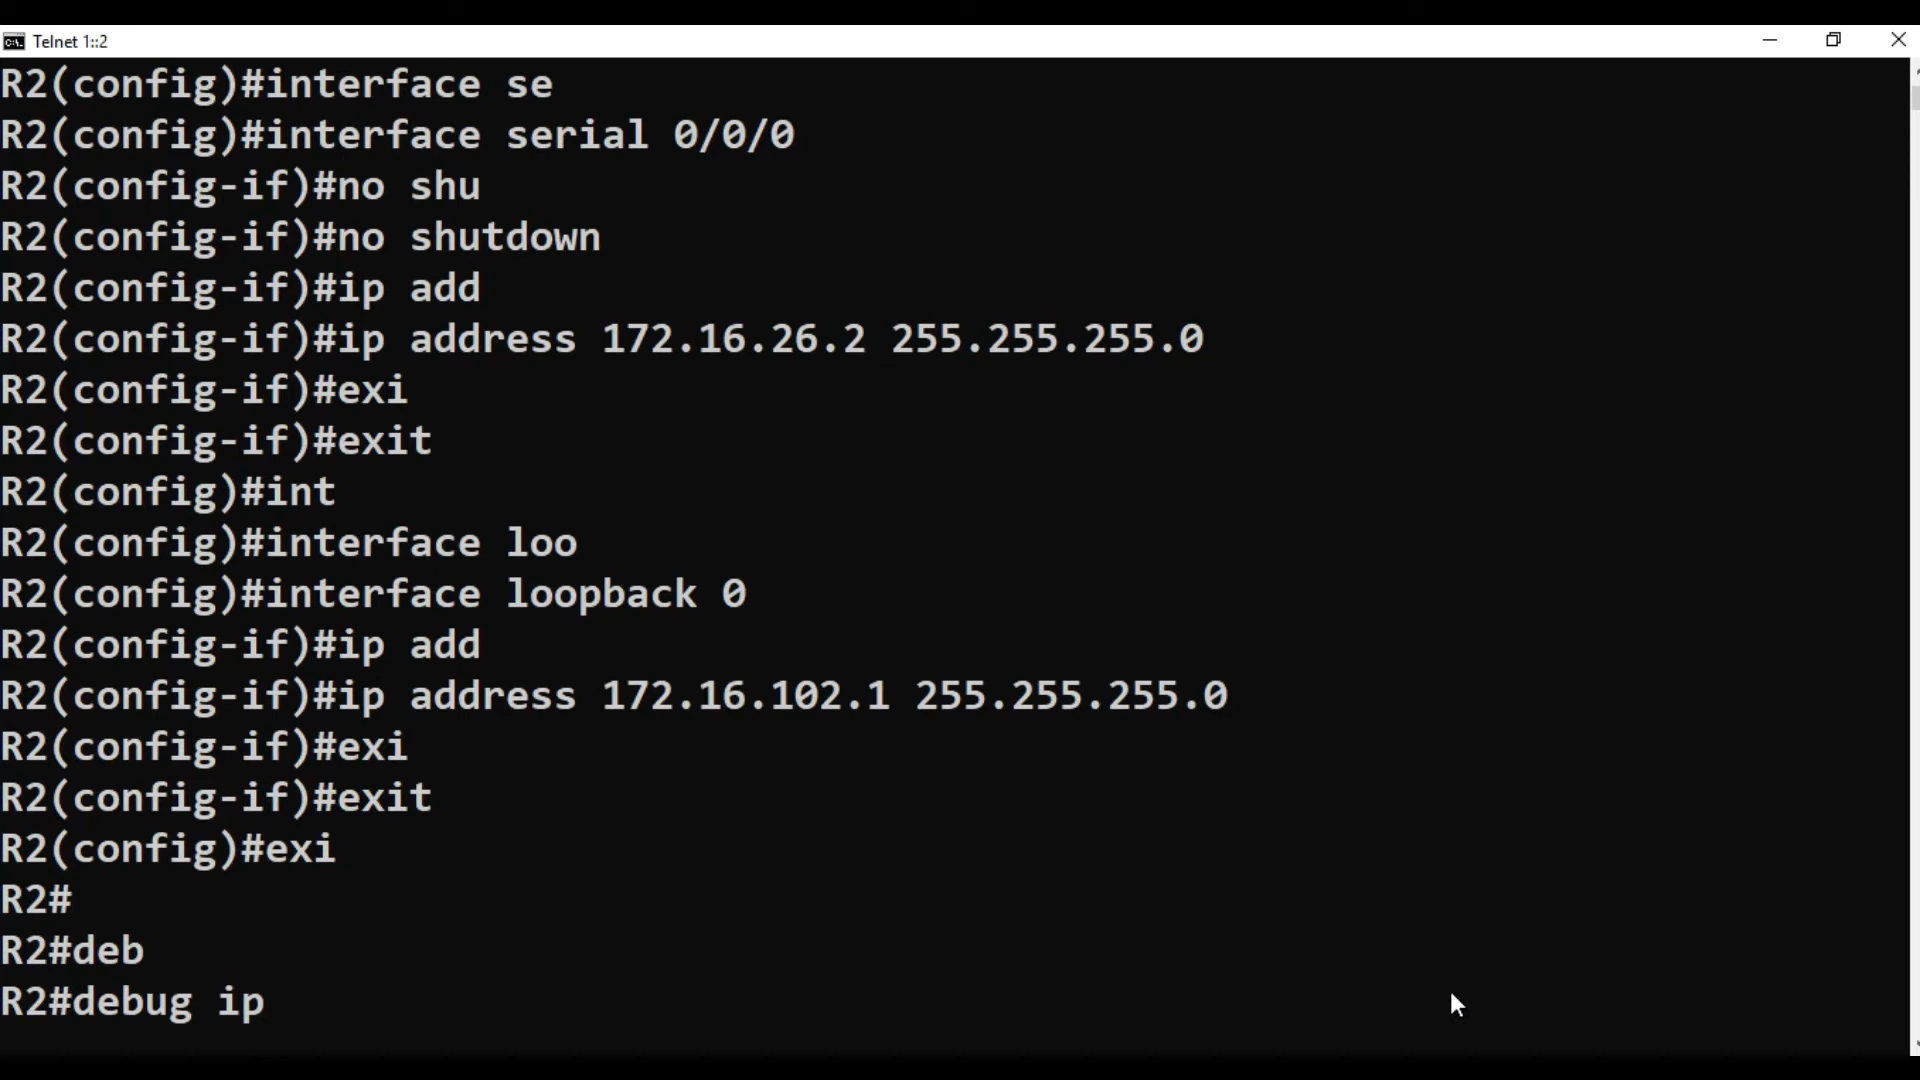 Telnet 1::2
R2(config)#interface se
R2(config)#interface serial 0/0/0
R2(config-if)#no shu
R2(config-if)#no shutdown
R2(config-if)#ip add
R2(config-if)#ip address 172.16.26.2 255.255.255.0
R2(config-if)#exi
R2(config-if)#exit
R2(config)#int
R2(config)#interface loo
R2(config)#interface loopback 0
R2(config-if)#ip add
R2(config-if)#ip address 172.16.102.1 255.255.255.0
R2(config-if)#exi
R2(config-if)#exit
R2(config)#exi
R2#
R2#deb
R2#debug ip